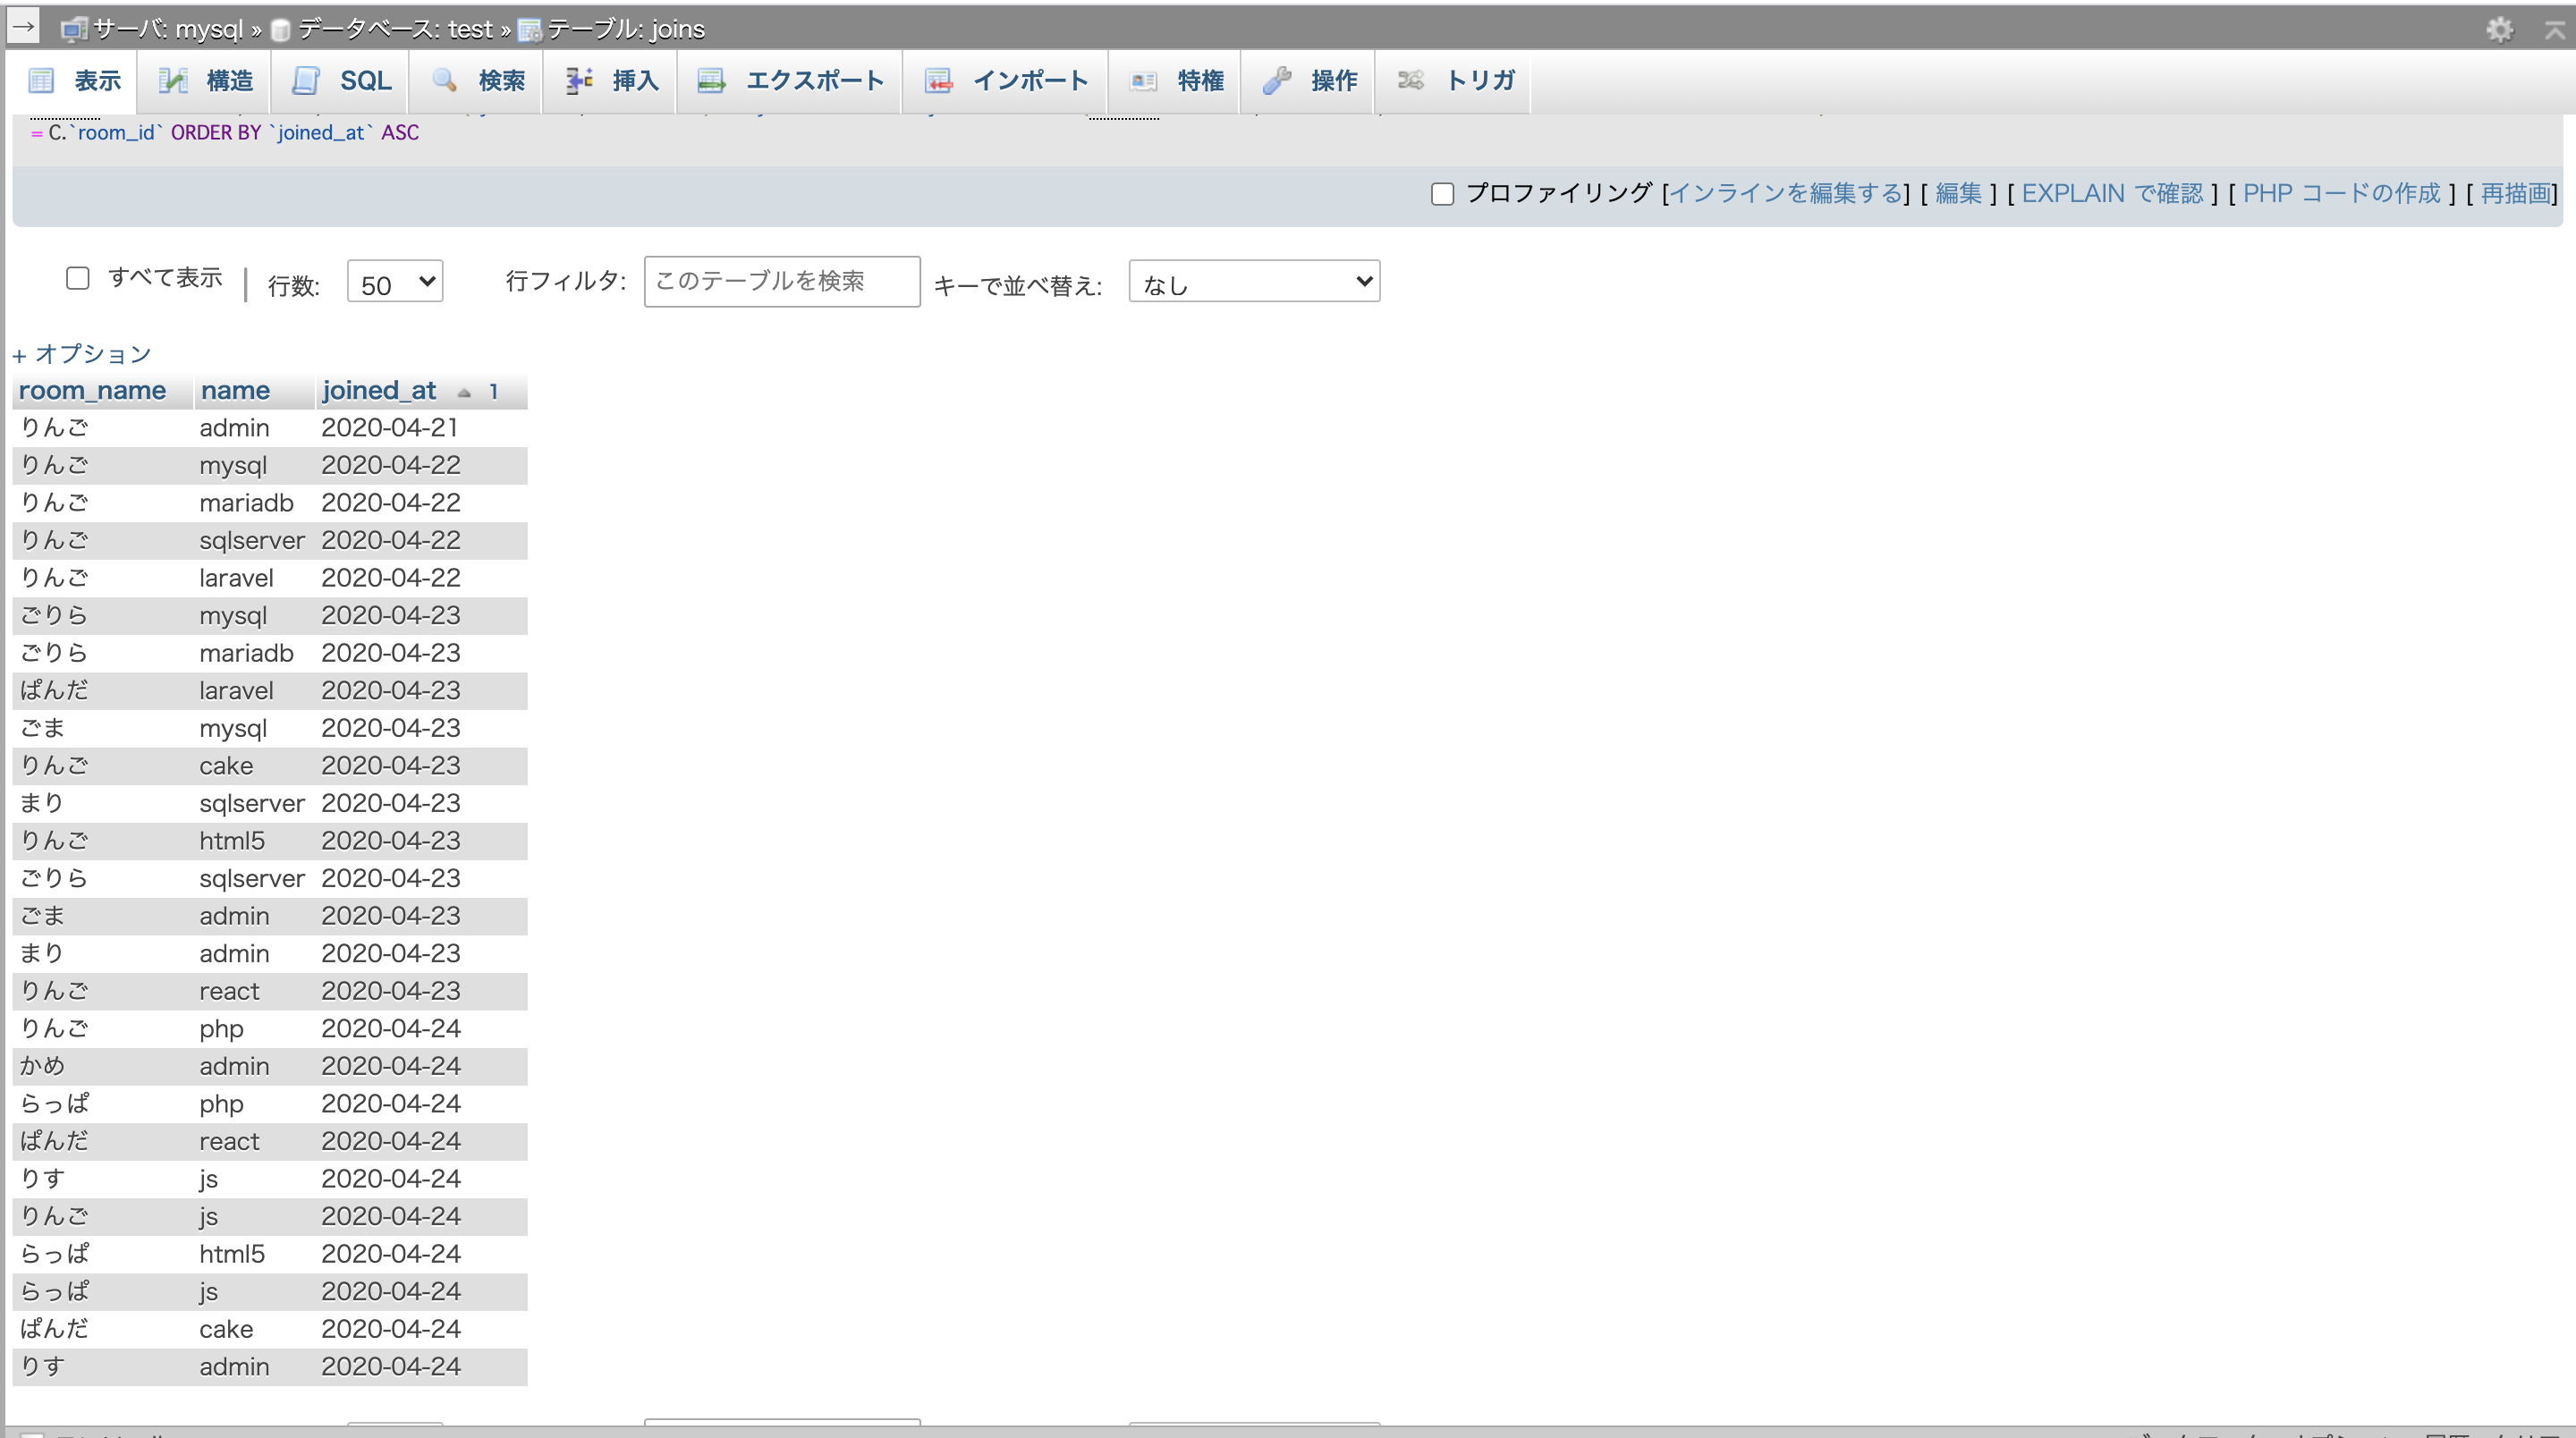 → サーバ: mysql » データベース: test » テーブル: joins
表示 構造 SQL 検索 挿入 エクスポート インポート 特権 操作 トリガ
= C.`room_id` ORDER BY `joined_at` ASC
プロファイリング [インラインを編集する] [ 編集 ] [ EXPLAIN で確認 ] [ PHP コードの作成 ] [ 再描画]
すべて表示 | 行数: 50 行フィルタ: このテーブルを検索 キーで並べ替え: なし
+ オプション
room_name name joined_at 1
りんご admin 2020-04-21
りんご mysql 2020-04-22
りんご mariadb 2020-04-22
りんご sqlserver 2020-04-22
りんご laravel 2020-04-22
ごりら mysql 2020-04-23
ごりら mariadb 2020-04-23
ぱんだ laravel 2020-04-23
ごま mysql 2020-04-23
りんご cake 2020-04-23
まり sqlserver 2020-04-23
りんご html5 2020-04-23
ごりら sqlserver 2020-04-23
ごま admin 2020-04-23
まり admin 2020-04-23
りんご react 2020-04-23
りんご php 2020-04-24
かめ admin 2020-04-24
らっぱ php 2020-04-24
ぱんだ react 2020-04-24
りす js 2020-04-24
りんご js 2020-04-24
らっぱ html5 2020-04-24
らっぱ js 2020-04-24
ぱんだ cake 2020-04-24
りす admin 2020-04-24